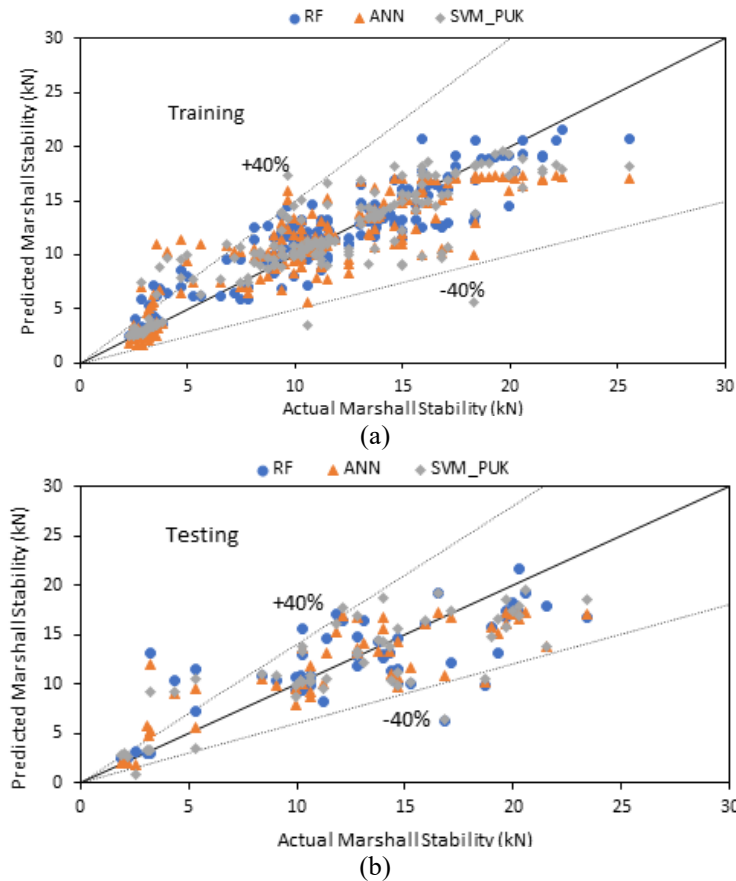 RF ANN SVM_PUK
30
25
20
15
10
5
0
Predicted Marshall Stability (kN)
Training
+40%
-40%
0 5 10 15 20 25 30
Actual Marshall Stability (kN)
(a)
RF ANN SVM_PUK
30
25
20
15
10
5
0
Predicted Marshall Stability (kN)
Testing
+40%
-40%
0 5 10 15 20 25 30
Actual Marshall Stability (kN)
(b)